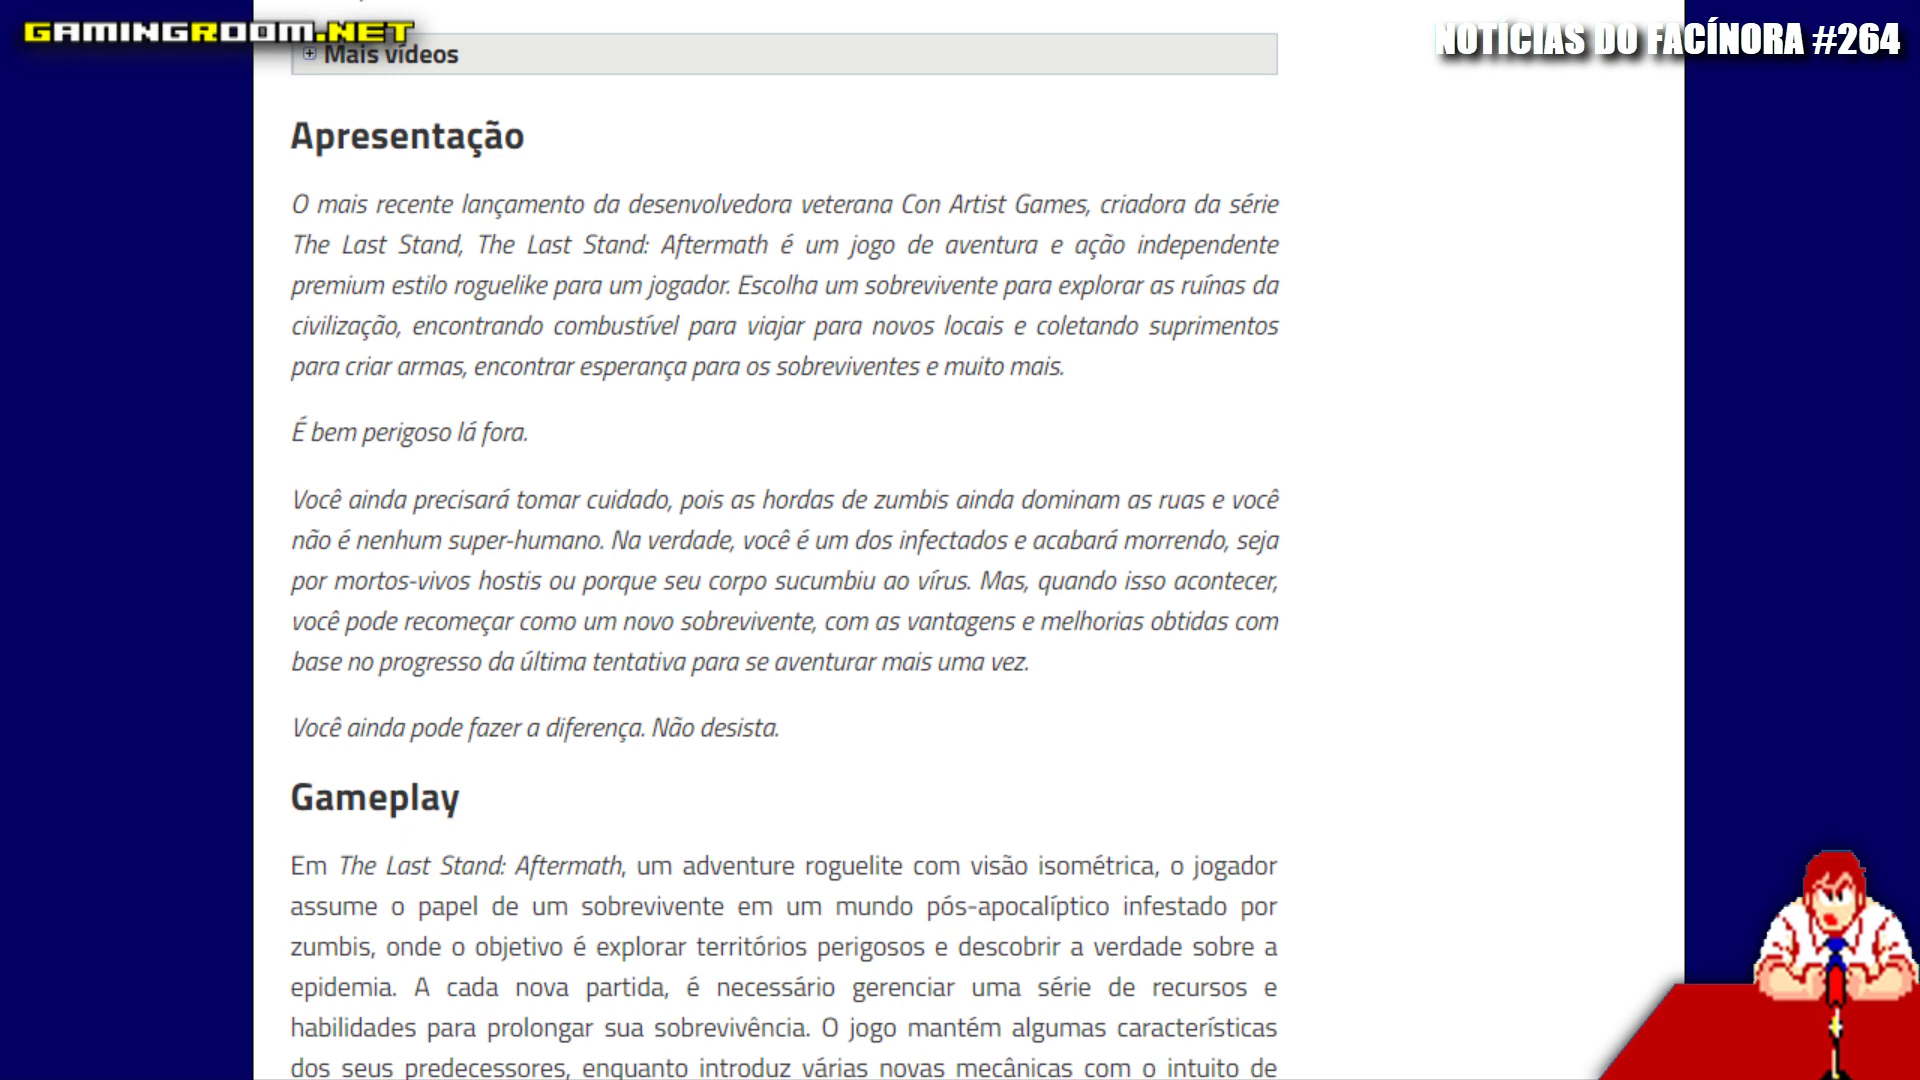 GAMINGROOM.NET
NOTÍCIAS DO FACÍNORA #264
Mais vídeos
Apresentação
O mais recente lançamento da desenvolvedora veterana Con Artist Games, criadora da série
The Last Stand, The Last Stand: Aftermath é um jogo de aventura e ação independente
premium estilo roguelike para um jogador. Escolha um sobrevivente para explorar as ruínas da
civilização, encontrando combustível para viajar para novos locais e coletando suprimentos
para criar armas, encontrar esperança para os sobreviventes e muito mais.
É bem perigoso lá fora.
Você ainda precisará tomar cuidado, pois as hordas de zumbis ainda dominam as ruas e você
não é nenhum super-humano. Na verdade, você é um dos infectados e acabará morrendo, seja
por mortos-vivos hostis ou porque seu corpo sucumbiu ao vírus. Mas, quando isso acontecer,
você pode recomeçar como um novo sobrevivente, com as vantagens e melhorias obtidas com
base no progresso da última tentativa para se aventurar mais uma vez.
Você ainda pode fazer a diferença. Não desista.
Gameplay
Em The Last Stand: Aftermath, um adventure roguelite com visão isométrica, o jogador
assume o papel de um sobrevivente em um mundo pós-apocalíptico infestado por
zumbis, onde o objetivo é explorar territórios perigosos e descobrir a verdade sobre a
epidemia. A cada nova partida, é necessário gerenciar uma série de recursos e
habilidades para prolongar sua sobrevivência. O jogo mantém algumas características
dos seus predecessores, enquanto introduz várias novas mecânicas com o intuito de